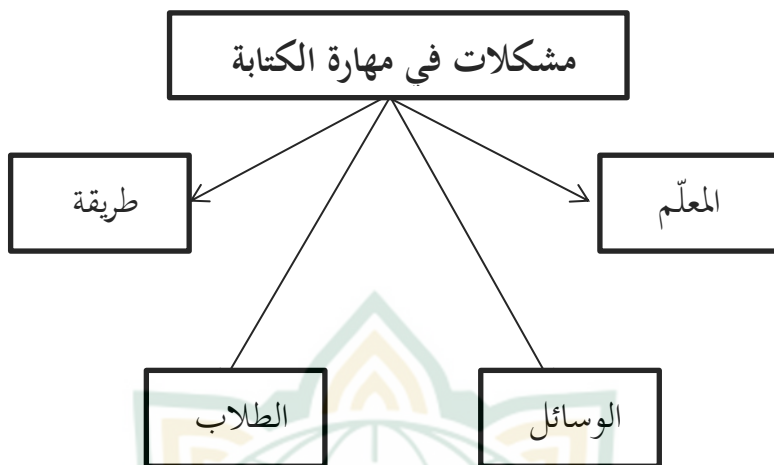 مشكلات في مهارة الكتابة
المعلّم
طريقة
الوسائل
الطلاب